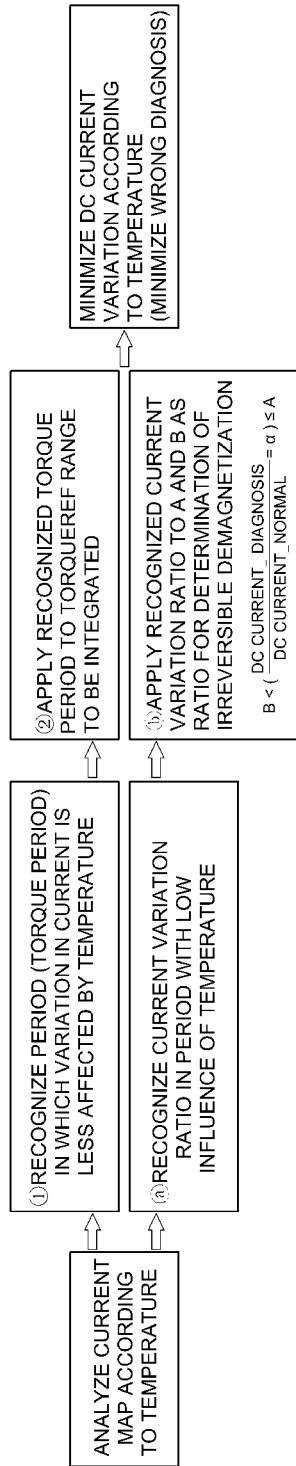 ANALYZE CURRENT
MAP ACCORDING
TO TEMPERATURE
①RECOGNIZE PERIOD (TORQUE PERIOD)
IN WHICH VARIATION IN CURRENT IS
LESS AFFECTED BY TEMPERATURE
②APPLY RECOGNIZED TORQUE
PERIOD TO TORQUEREF RANGE
TO BE INTEGRATED
ⓐRECOGNIZE CURRENT VARIATION
RATIO IN PERIOD WITH LOW
INFLUENCE OF TEMPERATURE
ⓑAPPLY RECOGNIZED CURRENT
VARIATION RATIO TO A AND B AS
RATIO FOR DETERMINATION OF
IRREVERSIBLE DEMAGNETIZATION
B < ( DC CURRENT_DIAGNOSIS / DC CURRENT_NORMAL = α ) ≤ A
MINIMIZE DC CURRENT
VARIATION ACCORDING
TO TEMPERATURE
(MINIMIZE WRONG DIAGNOSIS)